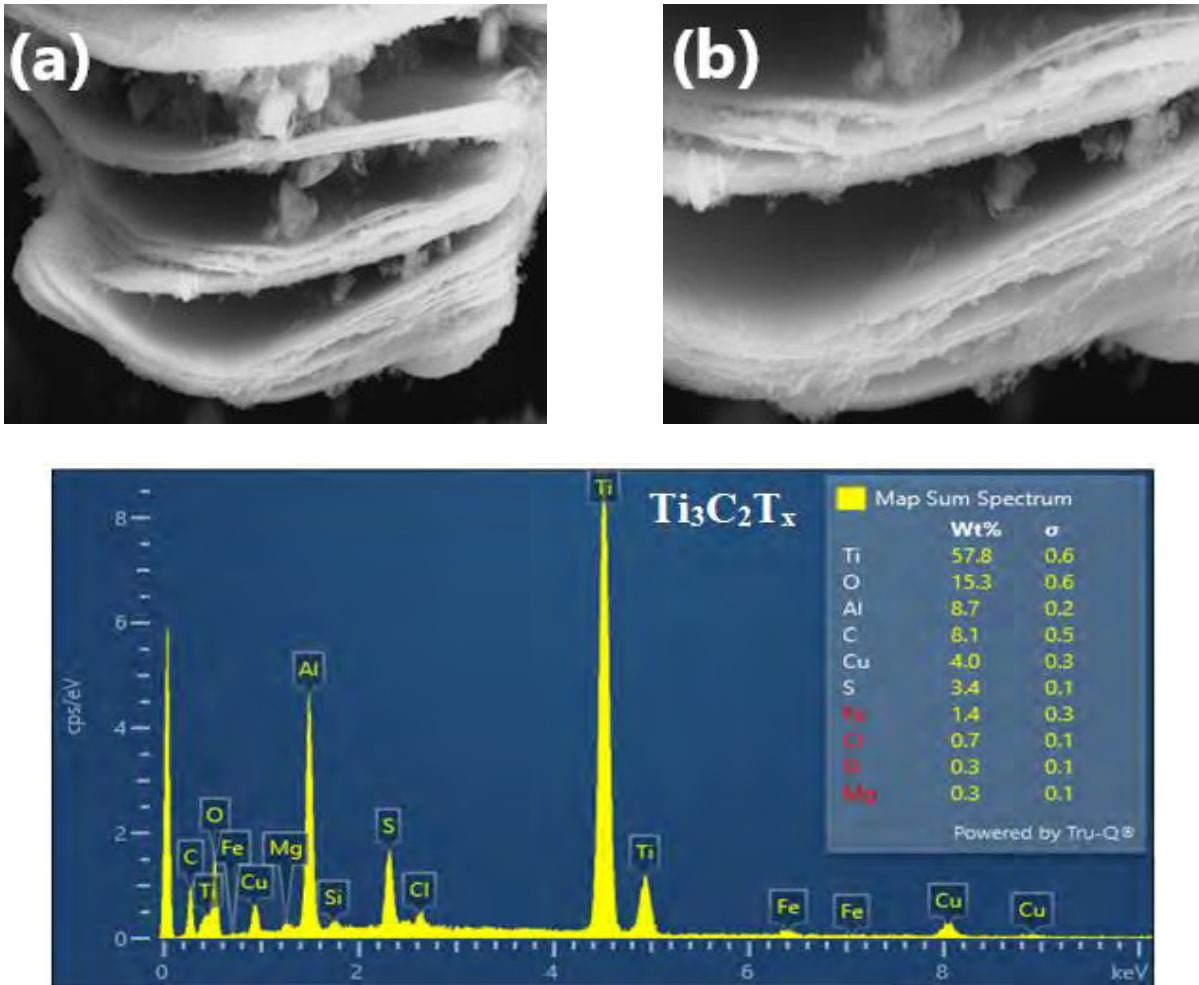 (a)
(b)
Ti₃C₂Tₓ
Map Sum Spectrum
Wt% σ
Ti 57.8 0.6
O 15.3 0.6
Al 8.7 0.2
C 8.1 0.5
Cu 4.0 0.3
S 3.4 0.1
Fe 1.4 0.3
Cl 0.7 0.1
Si 0.3 0.1
Mg 0.3 0.1
Powered by Tru-Q®
cps/eV
8
6
4
2
0
Ti
Al
O
S
C
Fe
Mg
Ti
Ti
Cu
Si
Cl
Fe
Fe
Cu
Cu
0 2 4 6 8 keV